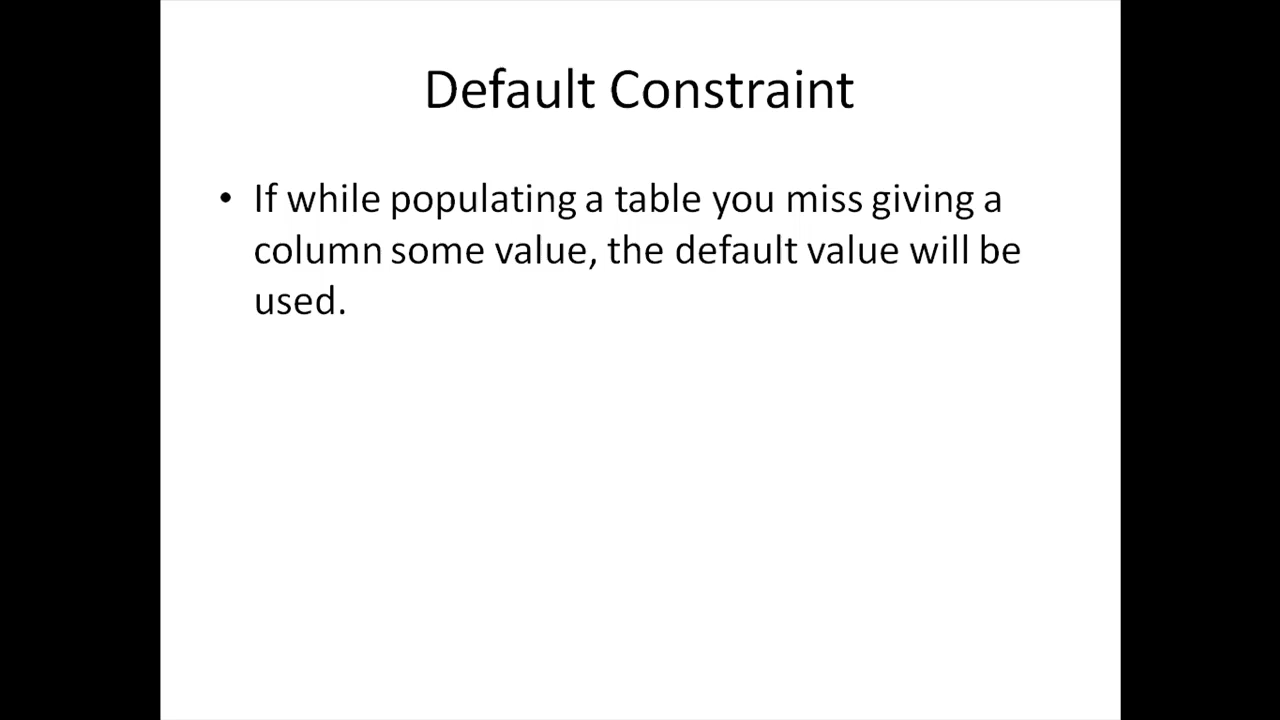 Default Constraint
• If while populating a table you miss giving a
column some value, the default value will be
used.